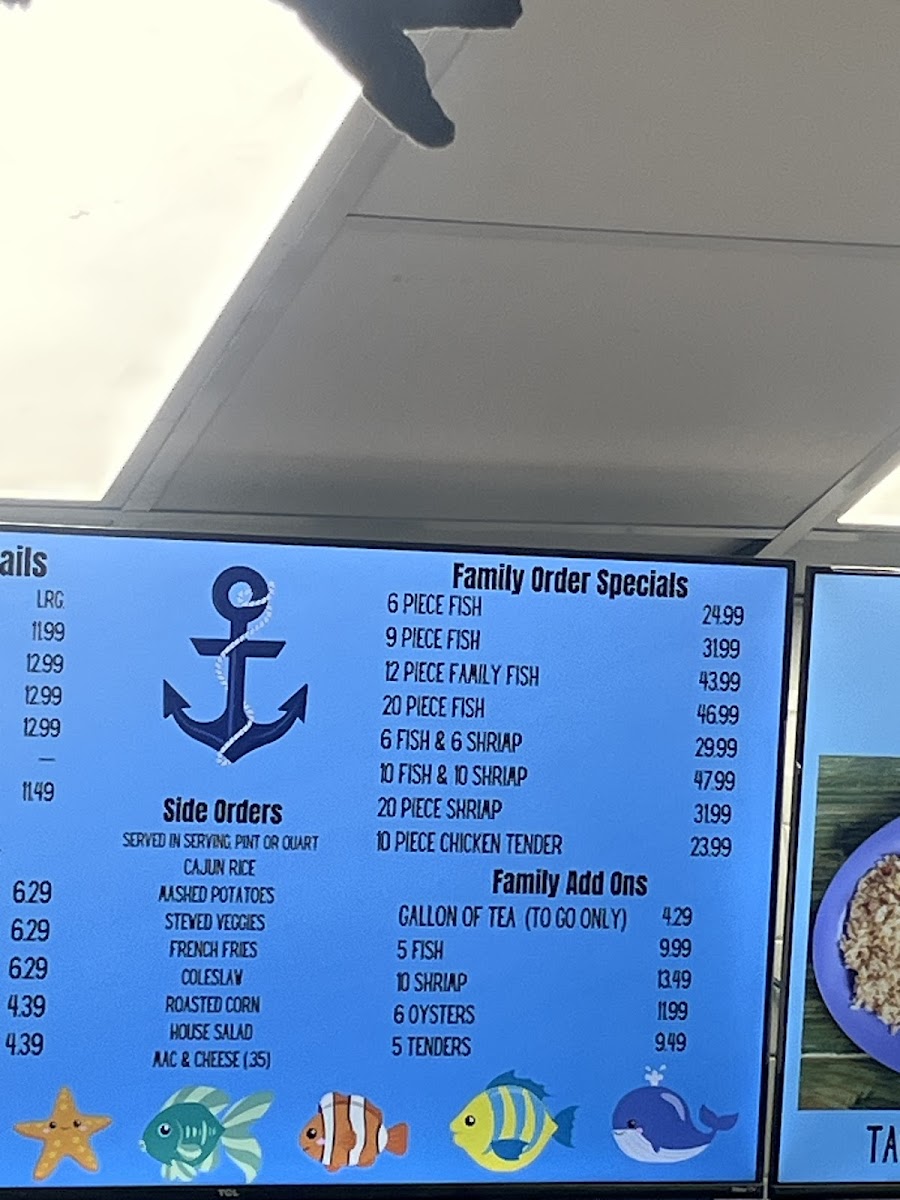 ails
LRG.
11.99
12.99
12.99
12.99
—
11.49
6.29
6.29
6.29
4.39
4.39
Side Orders
SERVED IN SERVING, PINT OR QUART
CAJUN RICE
MASHED POTATOES
STEWED VEGGIES
FRENCH FRIES
COLESLAW
ROASTED CORN
HOUSE SALAD
MAC & CHEESE (.35)
Family Order Specials
6 PIECE FISH 24.99
9 PIECE FISH 31.99
12 PIECE FAMILY FISH 43.99
20 PIECE FISH 46.99
6 FISH & 6 SHRIMP 29.99
10 FISH & 10 SHRIMP 47.99
20 PIECE SHRIMP 31.99
10 PIECE CHICKEN TENDER 23.99
Family Add Ons
GALLON OF TEA (TO GO ONLY) 4.29
5 FISH 9.99
10 SHRIMP 13.49
6 OYSTERS 11.99
5 TENDERS 9.49
TA
TCL